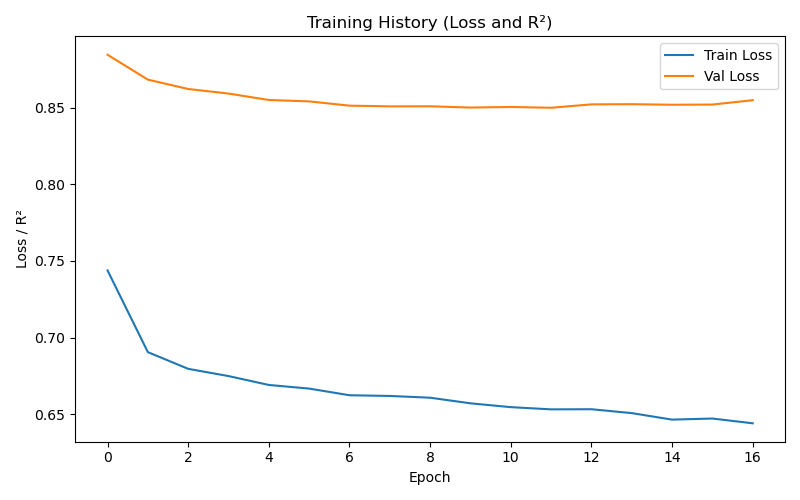 Training History (Loss and R²)
Train Loss
Val Loss
0.85
0.80
0.75
0.70
0.65
Loss / R²
0 2 4 6 8 10 12 14 16
Epoch